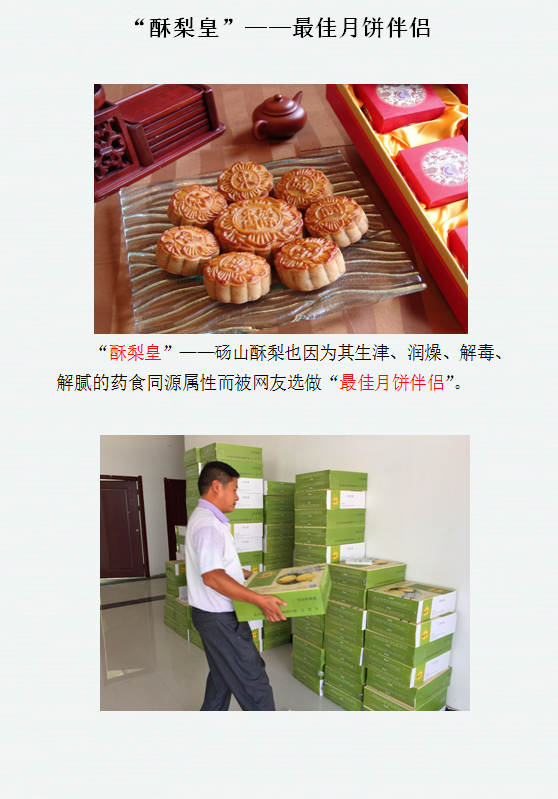 “酥梨皇”——最佳月饼伴侣
“酥梨皇”——砀山酥梨也因为其生津、润燥、解毒、
解腻的药食同源属性而被网友选做“最佳月饼伴侣”。